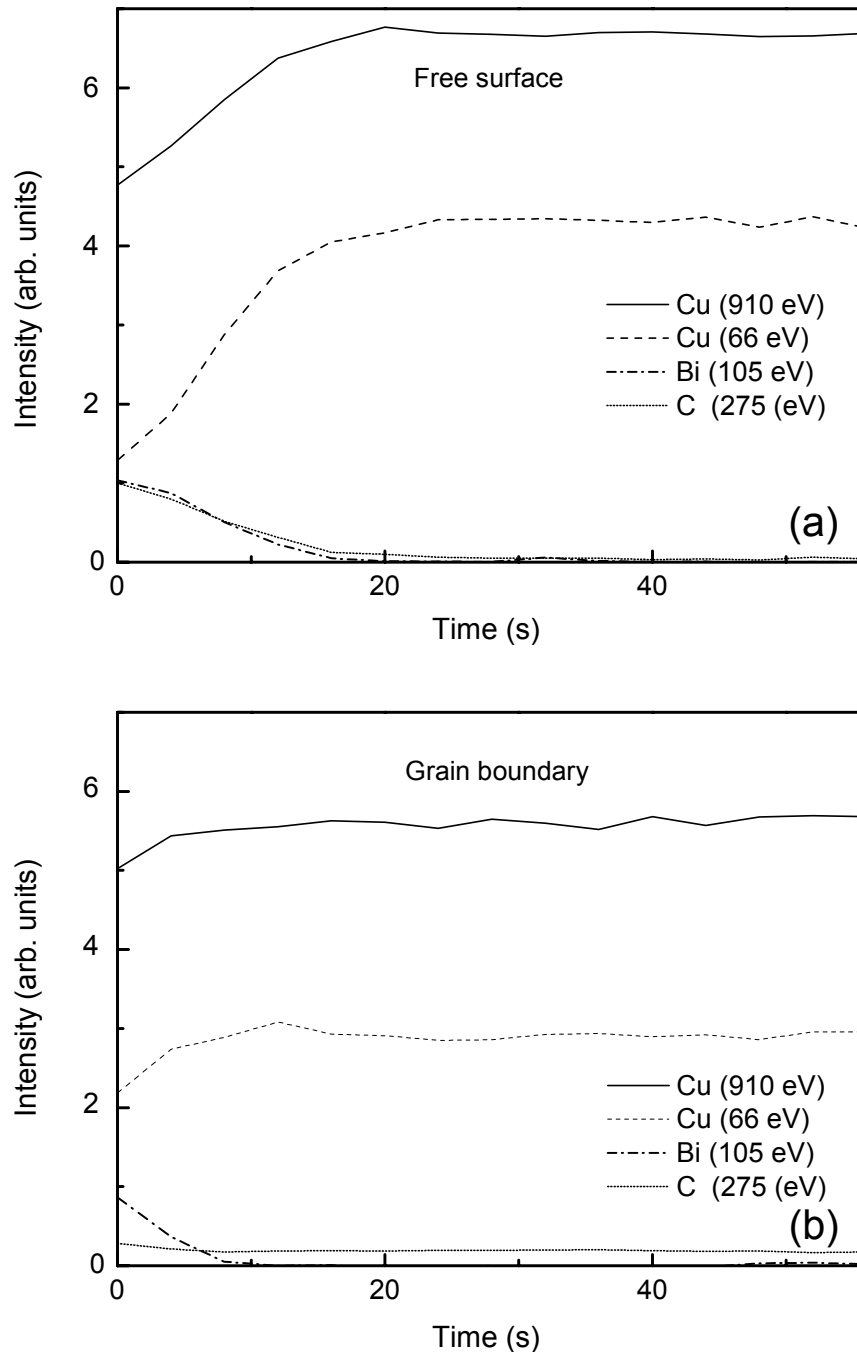 6
Free surface
4
Intensity (arb. units)
Cu (910 eV)
Cu (66 eV)
Bi (105 eV)
C (275 (eV)
2
(a)
0
0 20 40
Time (s)
Grain boundary
6
4
Intensity (arb. units)
2
Cu (910 eV)
Cu (66 eV)
Bi (105 eV)
C (275 (eV)
(b)
0
0 20 40
Time (s)